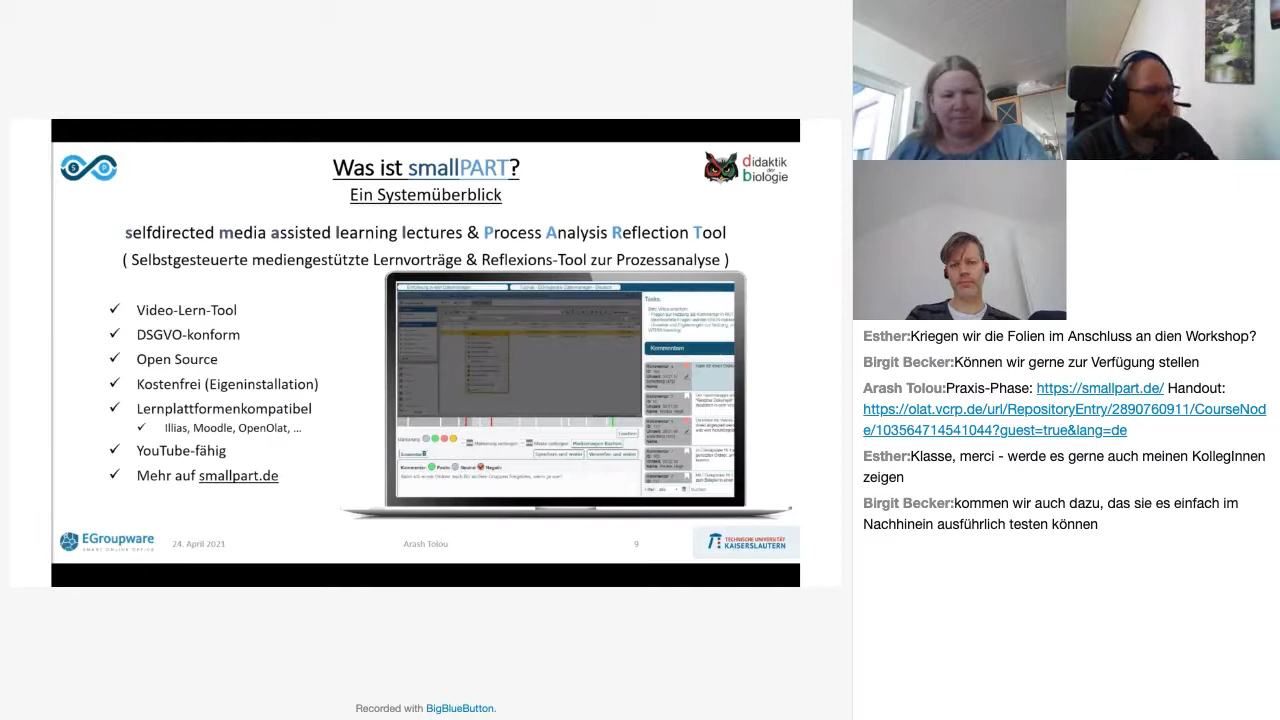 Was ist smallPART?
Ein Systemüberblick
didaktik
der
biologie
selfdirected media assisted learning lectures & Process Analysis Reflection Tool
( Selbstgesteuerte mediengestützte Lernvorträge & Reflexions-Tool zur Prozessanalyse )
✓ Video-Lern-Tool
✓ DSGVO-konform
✓ Open Source
✓ Kostenfrei (Eigeninstallation)
✓ Lernplattformenkompatibel
✓ Illias, Moodle, OpenOlat, ...
✓ YouTube-fähig
✓ Mehr auf smallpart.de
Tasks.
Kommentare
EGroupware
SMART ONLINE OFFICE
24. April 2021
Arash Tolou
9
TECHNISCHE UNIVERSITÄT
KAISERSLAUTERN
Recorded with BigBlueButton.
Esther:Kriegen wir die Folien im Anschluss an dien Workshop?
Birgit Becker:Können wir gerne zur Verfügung stellen
Arash Tolou:Praxis-Phase: https://smallpart.de/ Handout:
https://olat.vcrp.de/url/RepositoryEntry/2890760911/CourseNod
e/103564714541044?guest=true&lang=de
Esther:Klasse, merci - werde es gerne auch meinen KollegInnen
zeigen
Birgit Becker:kommen wir auch dazu, das sie es einfach im
Nachhinein ausführlich testen können